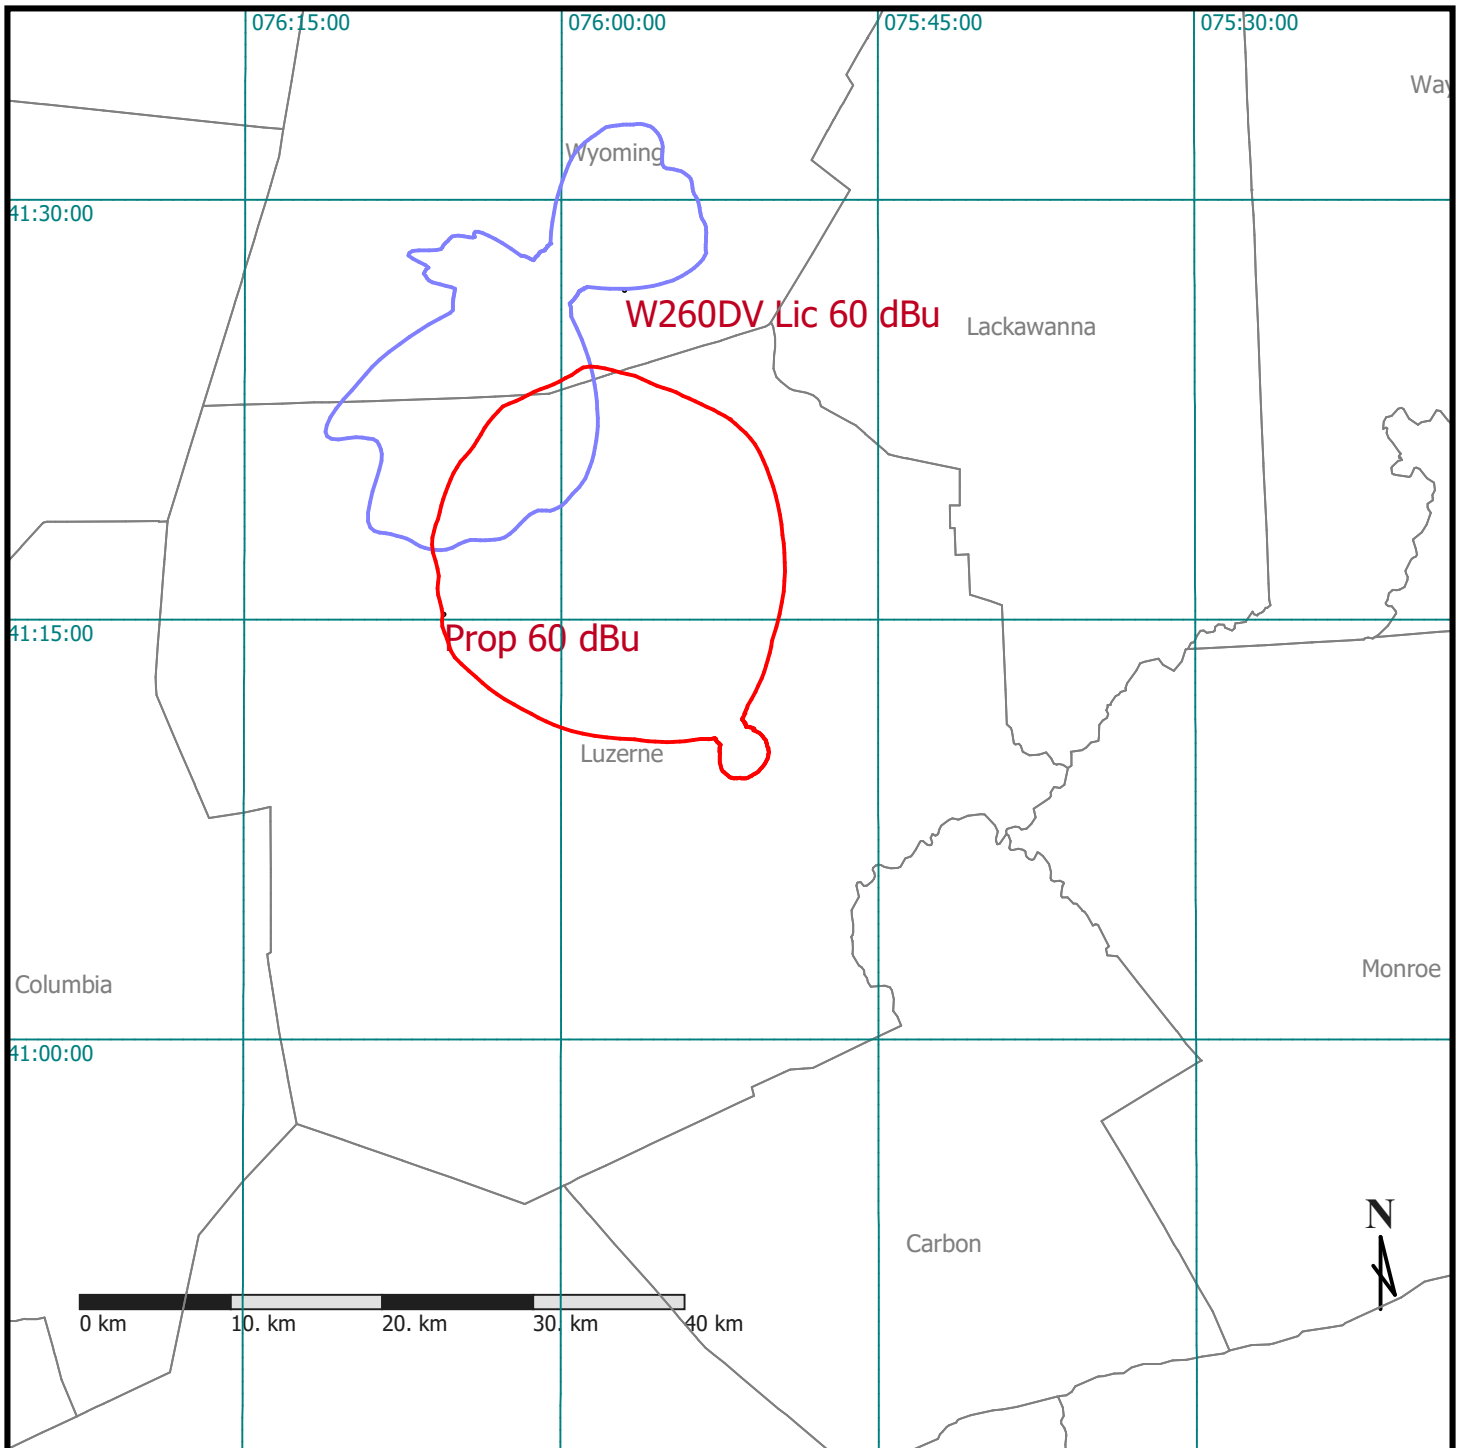 076:15:00 076:00:00 075:45:00 075:30:00
Way
Wyoming
41:30:00
W260DV Lic 60 dBu
Lackawanna
41:15:00
Prop 60 dBu
Luzerne
Columbia
Monroe
41:00:00
N
Carbon
0 km 10. km 20. km 30. km 40 km